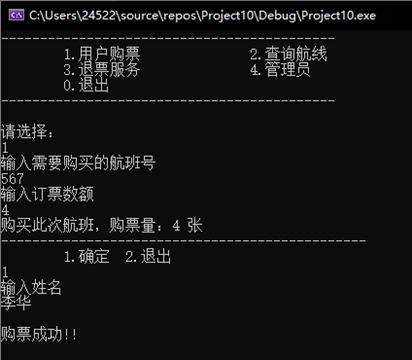 C:\Users\24522\source\repos\Project10\Debug\Project10.exe
------------------------------------------
1.用户购票 2.查询航线
3.退票服务 4.管理员
0.退出
------------------------------------------
请选择:
1
输入需要购买的航班号
567
输入订票数额
4
购买此次航班，购票量：4 张
----------------------------------------------
1.确定 2.退出
1
输入姓名
李华
购票成功!!